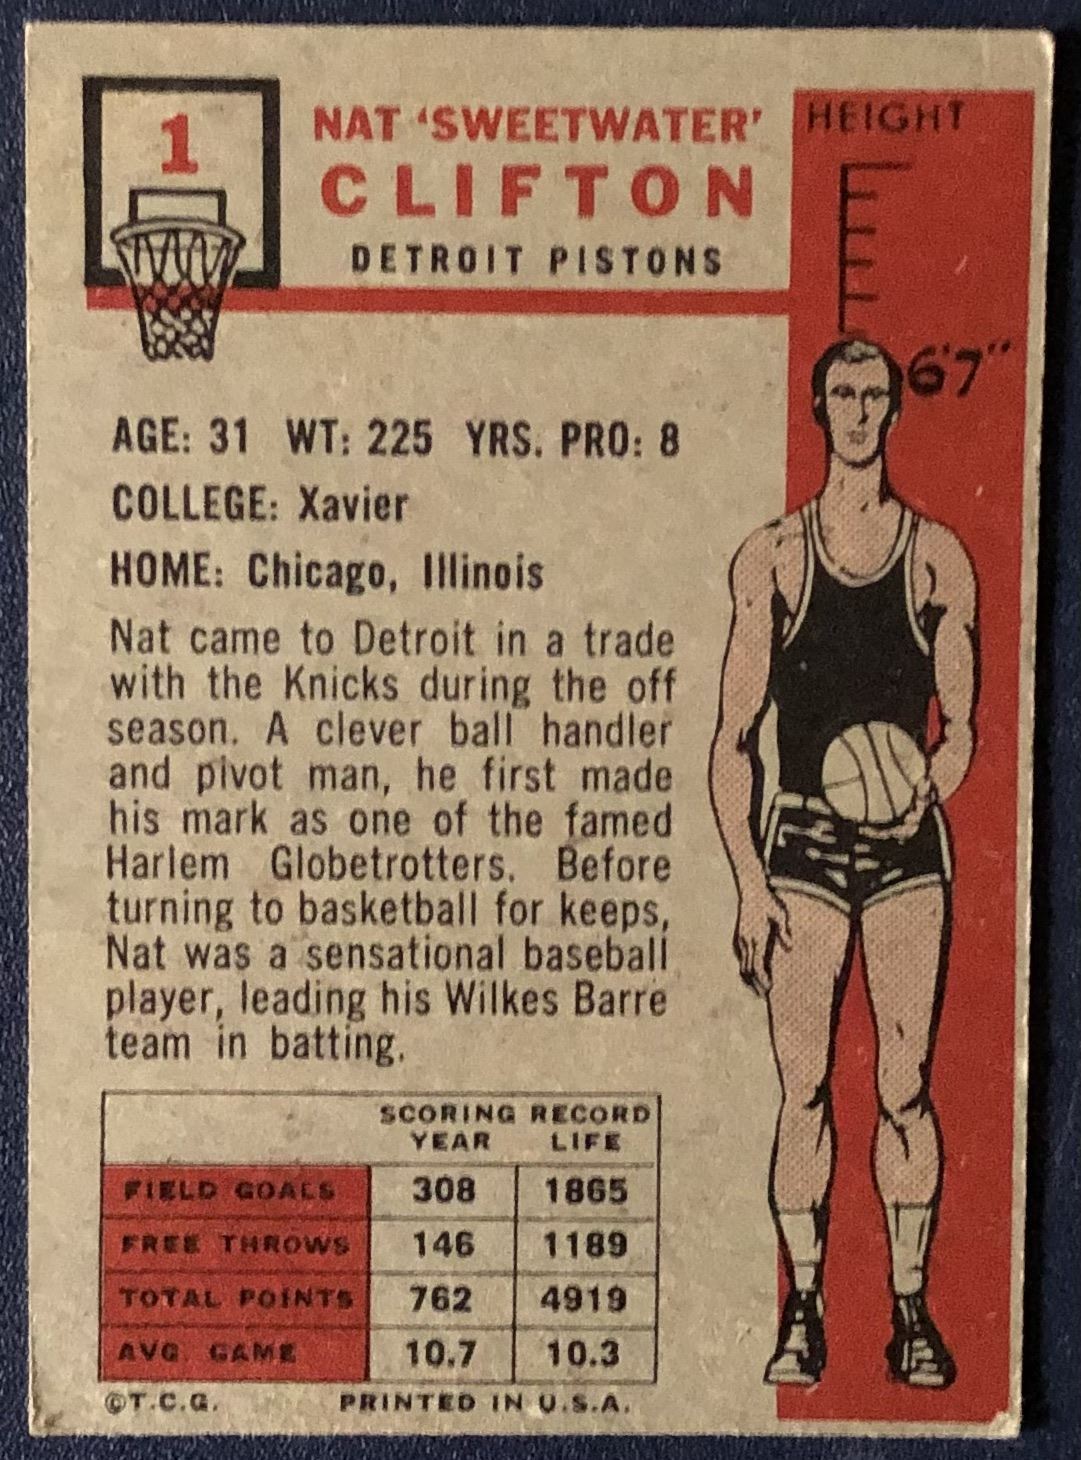 1
NAT ‘SWEETWATER’
CLIFTON
DETROIT PISTONS
HEIGHT
6'7"
AGE: 31 WT: 225 YRS. PRO: 8
COLLEGE: Xavier
HOME: Chicago, Illinois
Nat came to Detroit in a trade
with the Knicks during the off
season. A clever ball handler
and pivot man, he first made
his mark as one of the famed
Harlem Globetrotters. Before
turning to basketball for keeps,
Nat was a sensational baseball
player, leading his Wilkes Barre
team in batting.
SCORING RECORD
YEAR LIFE
FIELD GOALS 308 1865
FREE THROWS 146 1189
TOTAL POINTS 762 4919
AVG. GAME 10.7 10.3
©T.C.G. PRINTED IN U.S.A.